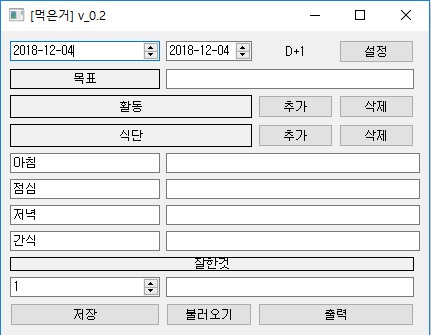 [먹은거] v_0.2
2018-12-04 2018-12-04 D+1 설정
목표
활동 추가 삭제
식단 추가 삭제
아침
점심
저녁
간식
잘한것
1
저장 불러오기 출력